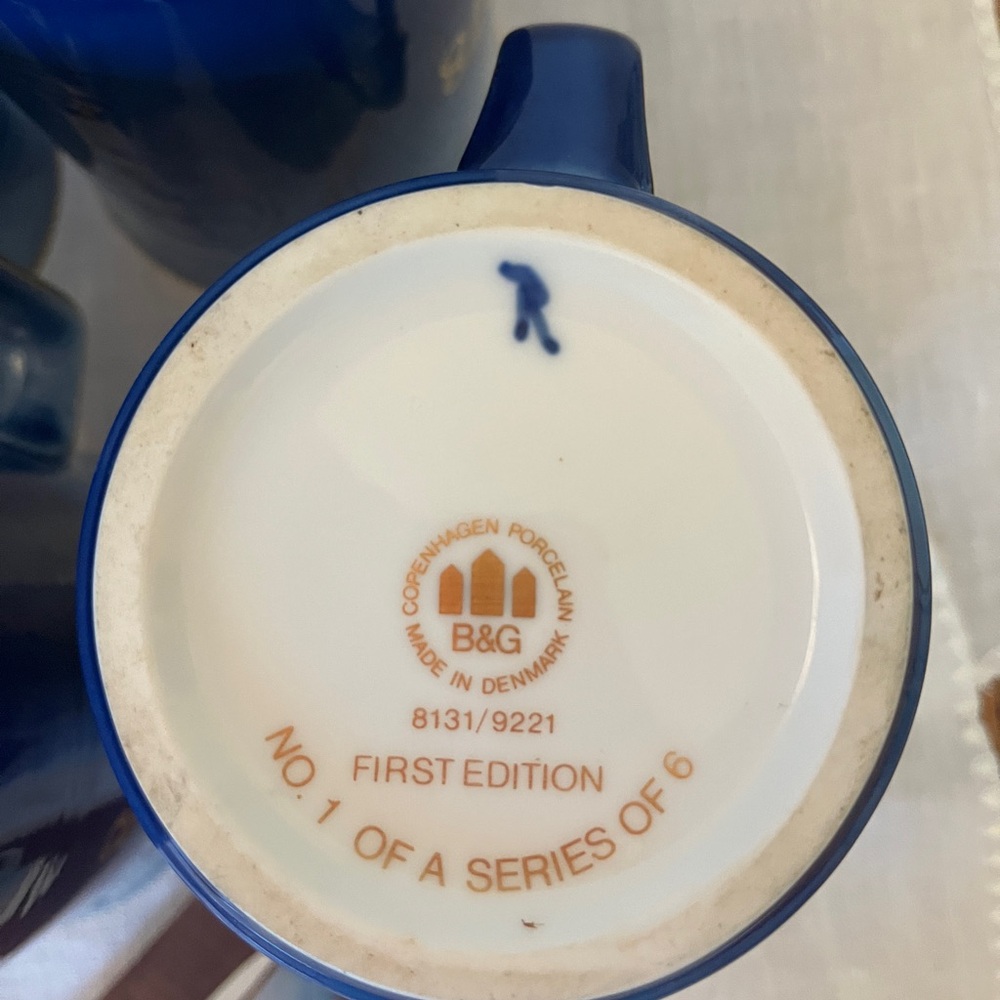 COPENHAGEN PORCELAIN
B&G
MADE IN DENMARK
8131/9221
FIRST EDITION
NO. 1 OF A SERIES OF 6